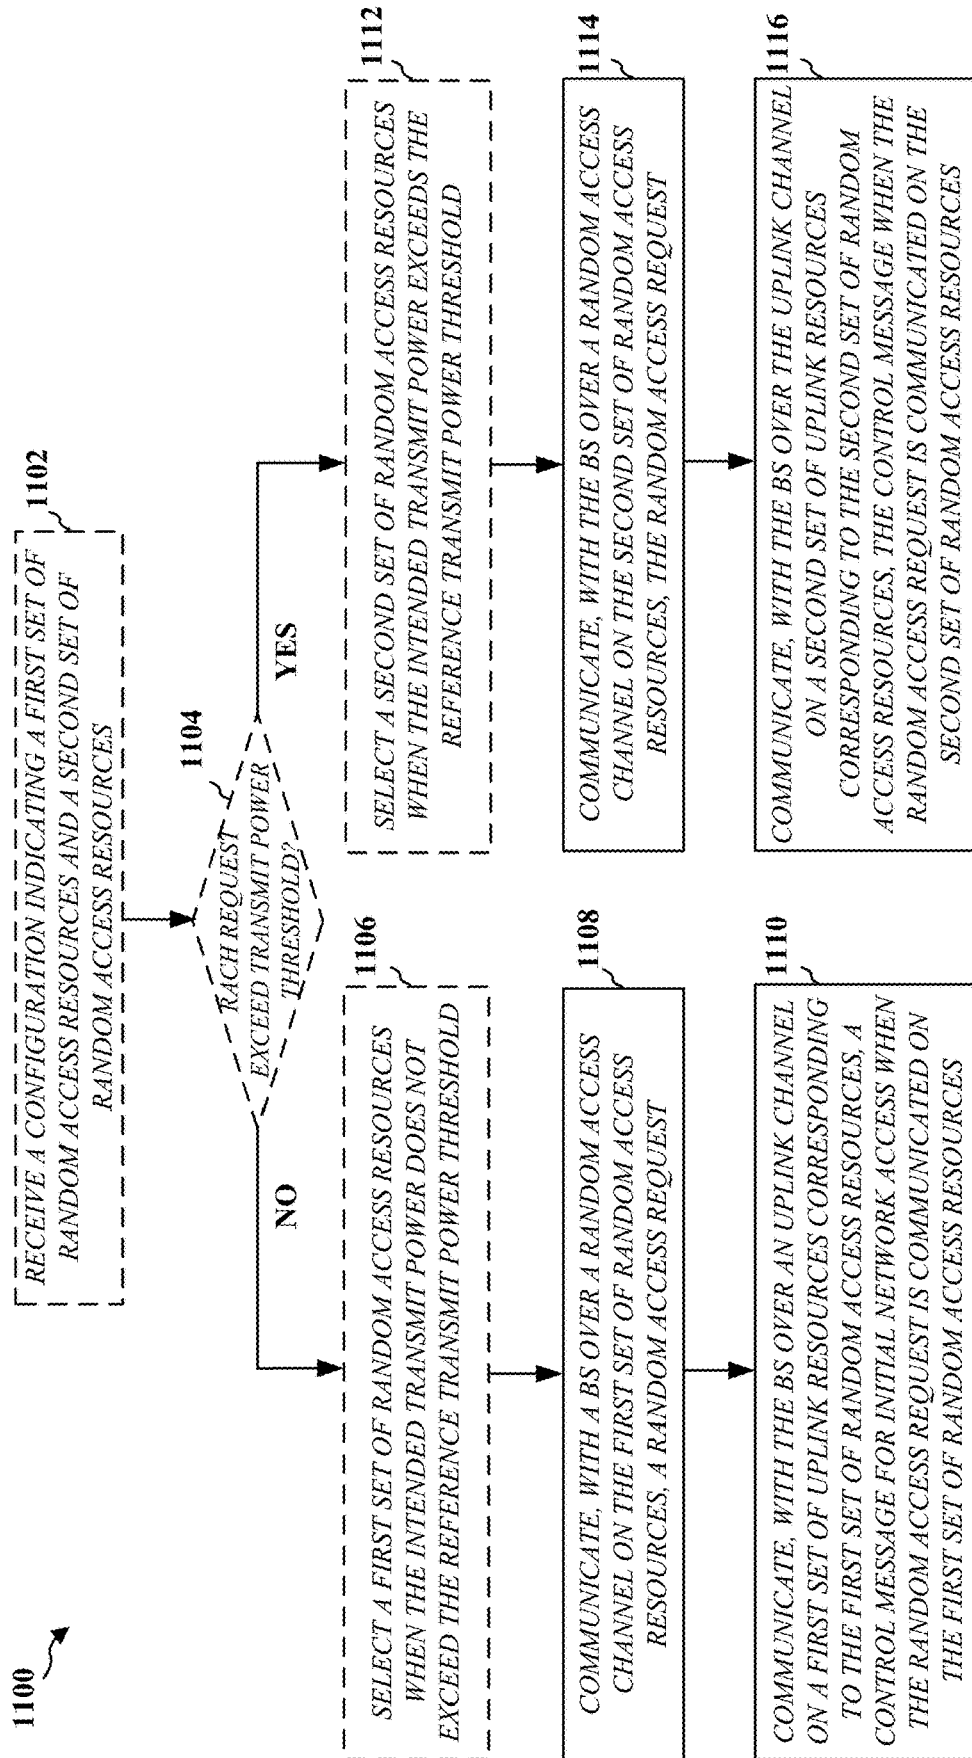 1100
1102
RECEIVE A CONFIGURATION INDICATING A FIRST SET OF
RANDOM ACCESS RESOURCES AND A SECOND SET OF
RANDOM ACCESS RESOURCES
1104
RACH REQUEST
EXCEED TRANSMIT POWER
THRESHOLD?
NO
YES
1106
SELECT A FIRST SET OF RANDOM ACCESS RESOURCES
WHEN THE INTENDED TRANSMIT POWER DOES NOT
EXCEED THE REFERENCE TRANSMIT POWER THRESHOLD
1108
COMMUNICATE, WITH A BS OVER A RANDOM ACCESS
CHANNEL ON THE FIRST SET OF RANDOM ACCESS
RESOURCES, A RANDOM ACCESS REQUEST
1110
COMMUNICATE, WITH THE BS OVER AN UPLINK CHANNEL
ON A FIRST SET OF UPLINK RESOURCES CORRESPONDING
TO THE FIRST SET OF RANDOM ACCESS RESOURCES, A
CONTROL MESSAGE FOR INITIAL NETWORK ACCESS WHEN
THE RANDOM ACCESS REQUEST IS COMMUNICATED ON
THE FIRST SET OF RANDOM ACCESS RESOURCES
1112
SELECT A SECOND SET OF RANDOM ACCESS RESOURCES
WHEN THE INTENDED TRANSMIT POWER EXCEEDS THE
REFERENCE TRANSMIT POWER THRESHOLD
1114
COMMUNICATE, WITH THE BS OVER A RANDOM ACCESS
CHANNEL ON THE SECOND SET OF RANDOM ACCESS
RESOURCES, THE RANDOM ACCESS REQUEST
1116
COMMUNICATE, WITH THE BS OVER THE UPLINK CHANNEL
ON A SECOND SET OF UPLINK RESOURCES
CORRESPONDING TO THE SECOND SET OF RANDOM
ACCESS RESOURCES, THE CONTROL MESSAGE WHEN THE
RANDOM ACCESS REQUEST IS COMMUNICATED ON THE
SECOND SET OF RANDOM ACCESS RESOURCES